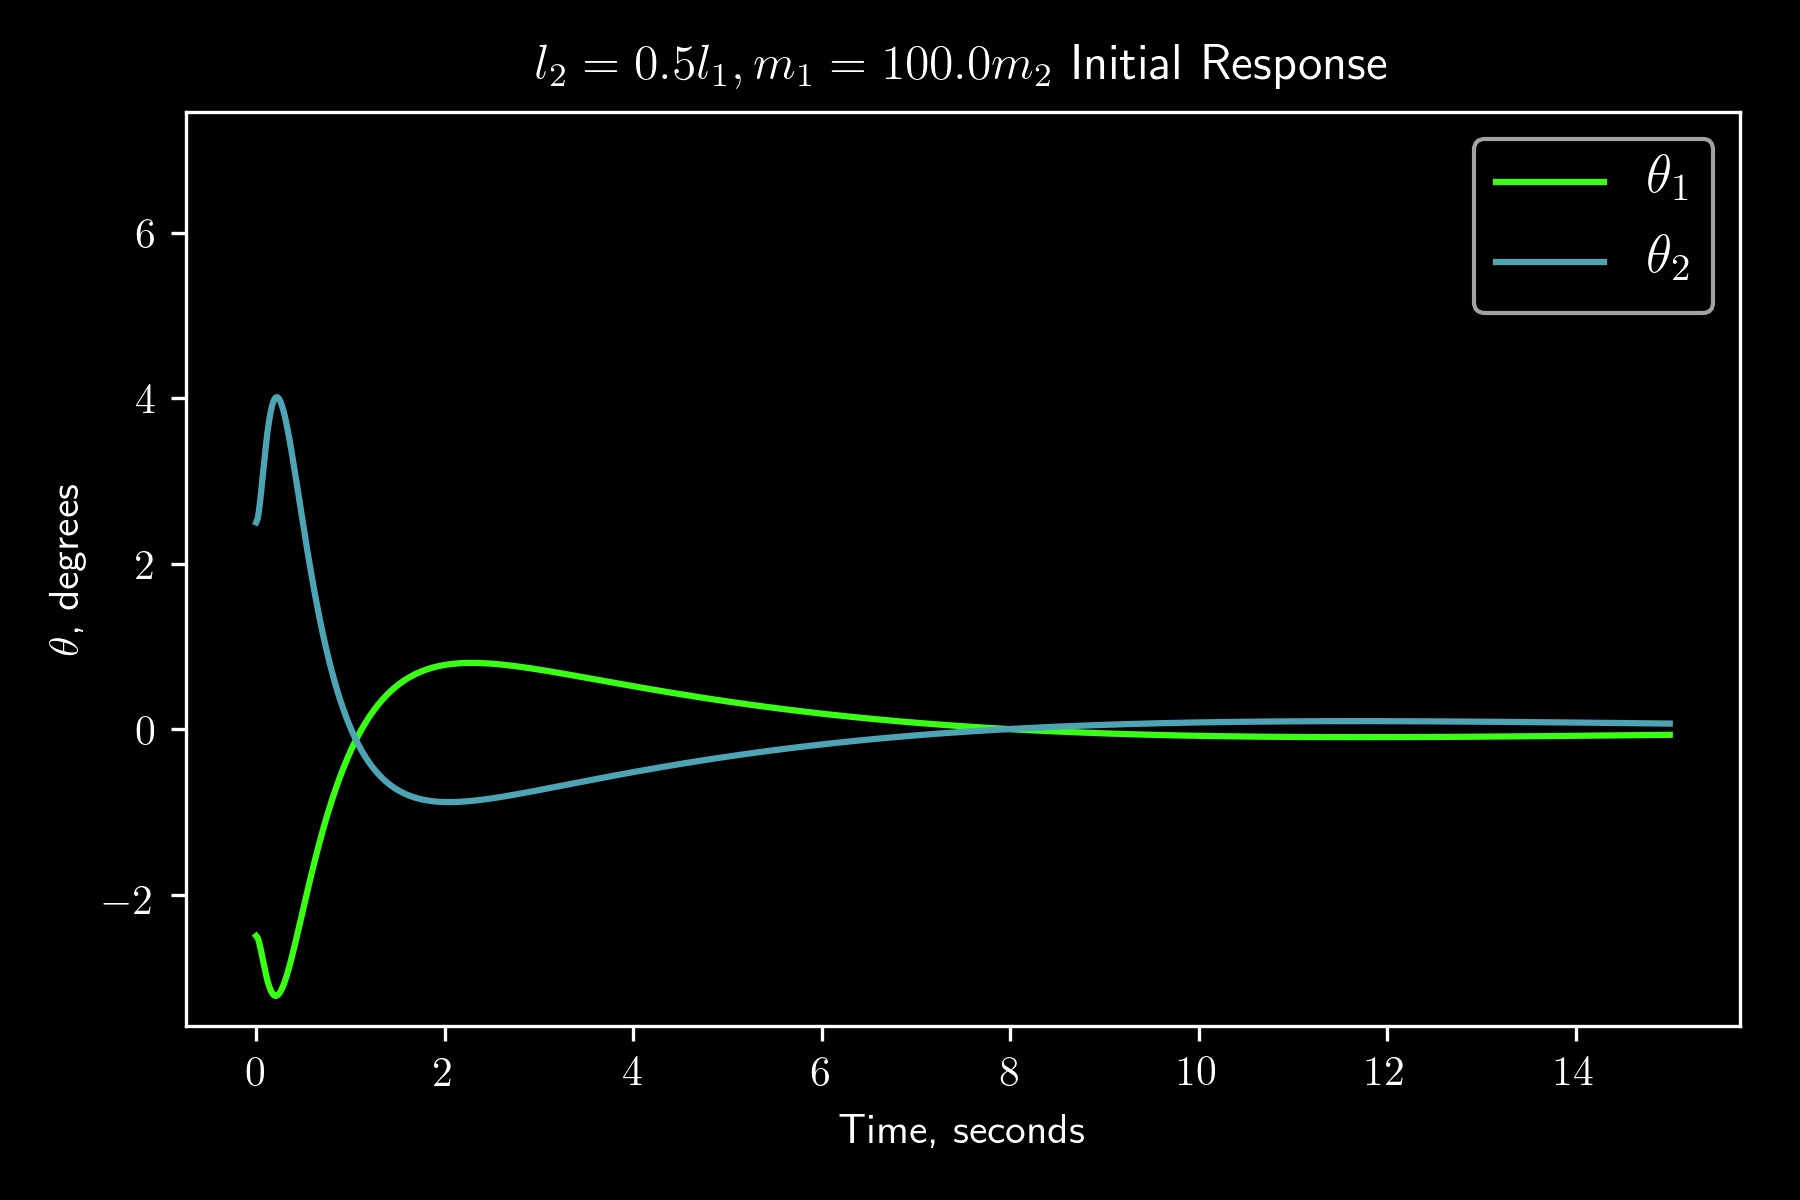 l₂ = 0.5l₁, m₁ = 100.0m₂ Initial Response
θ₁
θ₂
6
4
2
0
−2
θ, degrees
0 2 4 6 8 10 12 14
Time, seconds